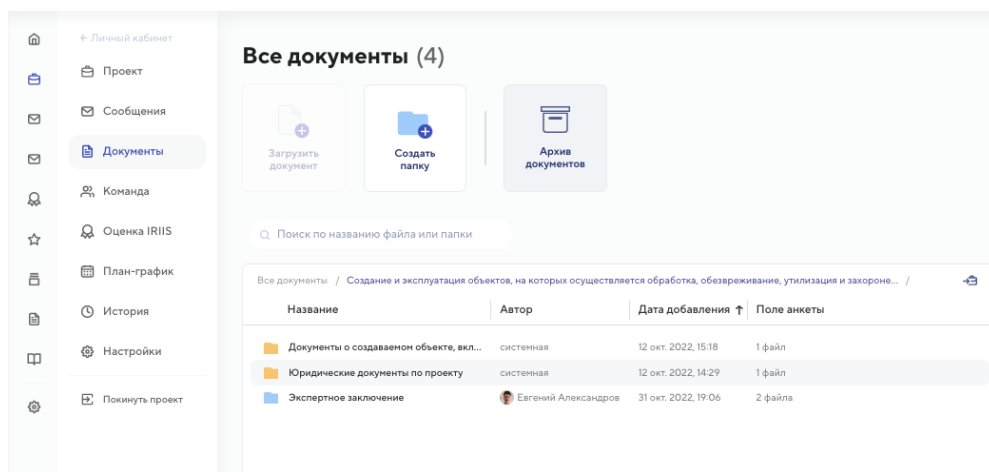 ← Личный кабинет
Проект
Сообщения
Документы
Команда
Оценка IRIIS
План-график
История
Настройки
Покинуть проект
Все документы (4)
Загрузить
документ
Создать
папку
Архив
документов
Поиск по названию файла или папки
Все документы / Создание и эксплуатация объектов, на которых осуществляется обработка, обезвреживание, утилизация и захороне... /
Название Автор Дата добавления ↑ Поле анкеты
Документы о создаваемом объекте, вкл... системная 12 окт. 2022, 15:18 1 файл
Юридические документы по проекту системная 12 окт. 2022, 14:29 1 файл
Экспертное заключение Евгений Александров 31 окт. 2022, 19:06 2 файла